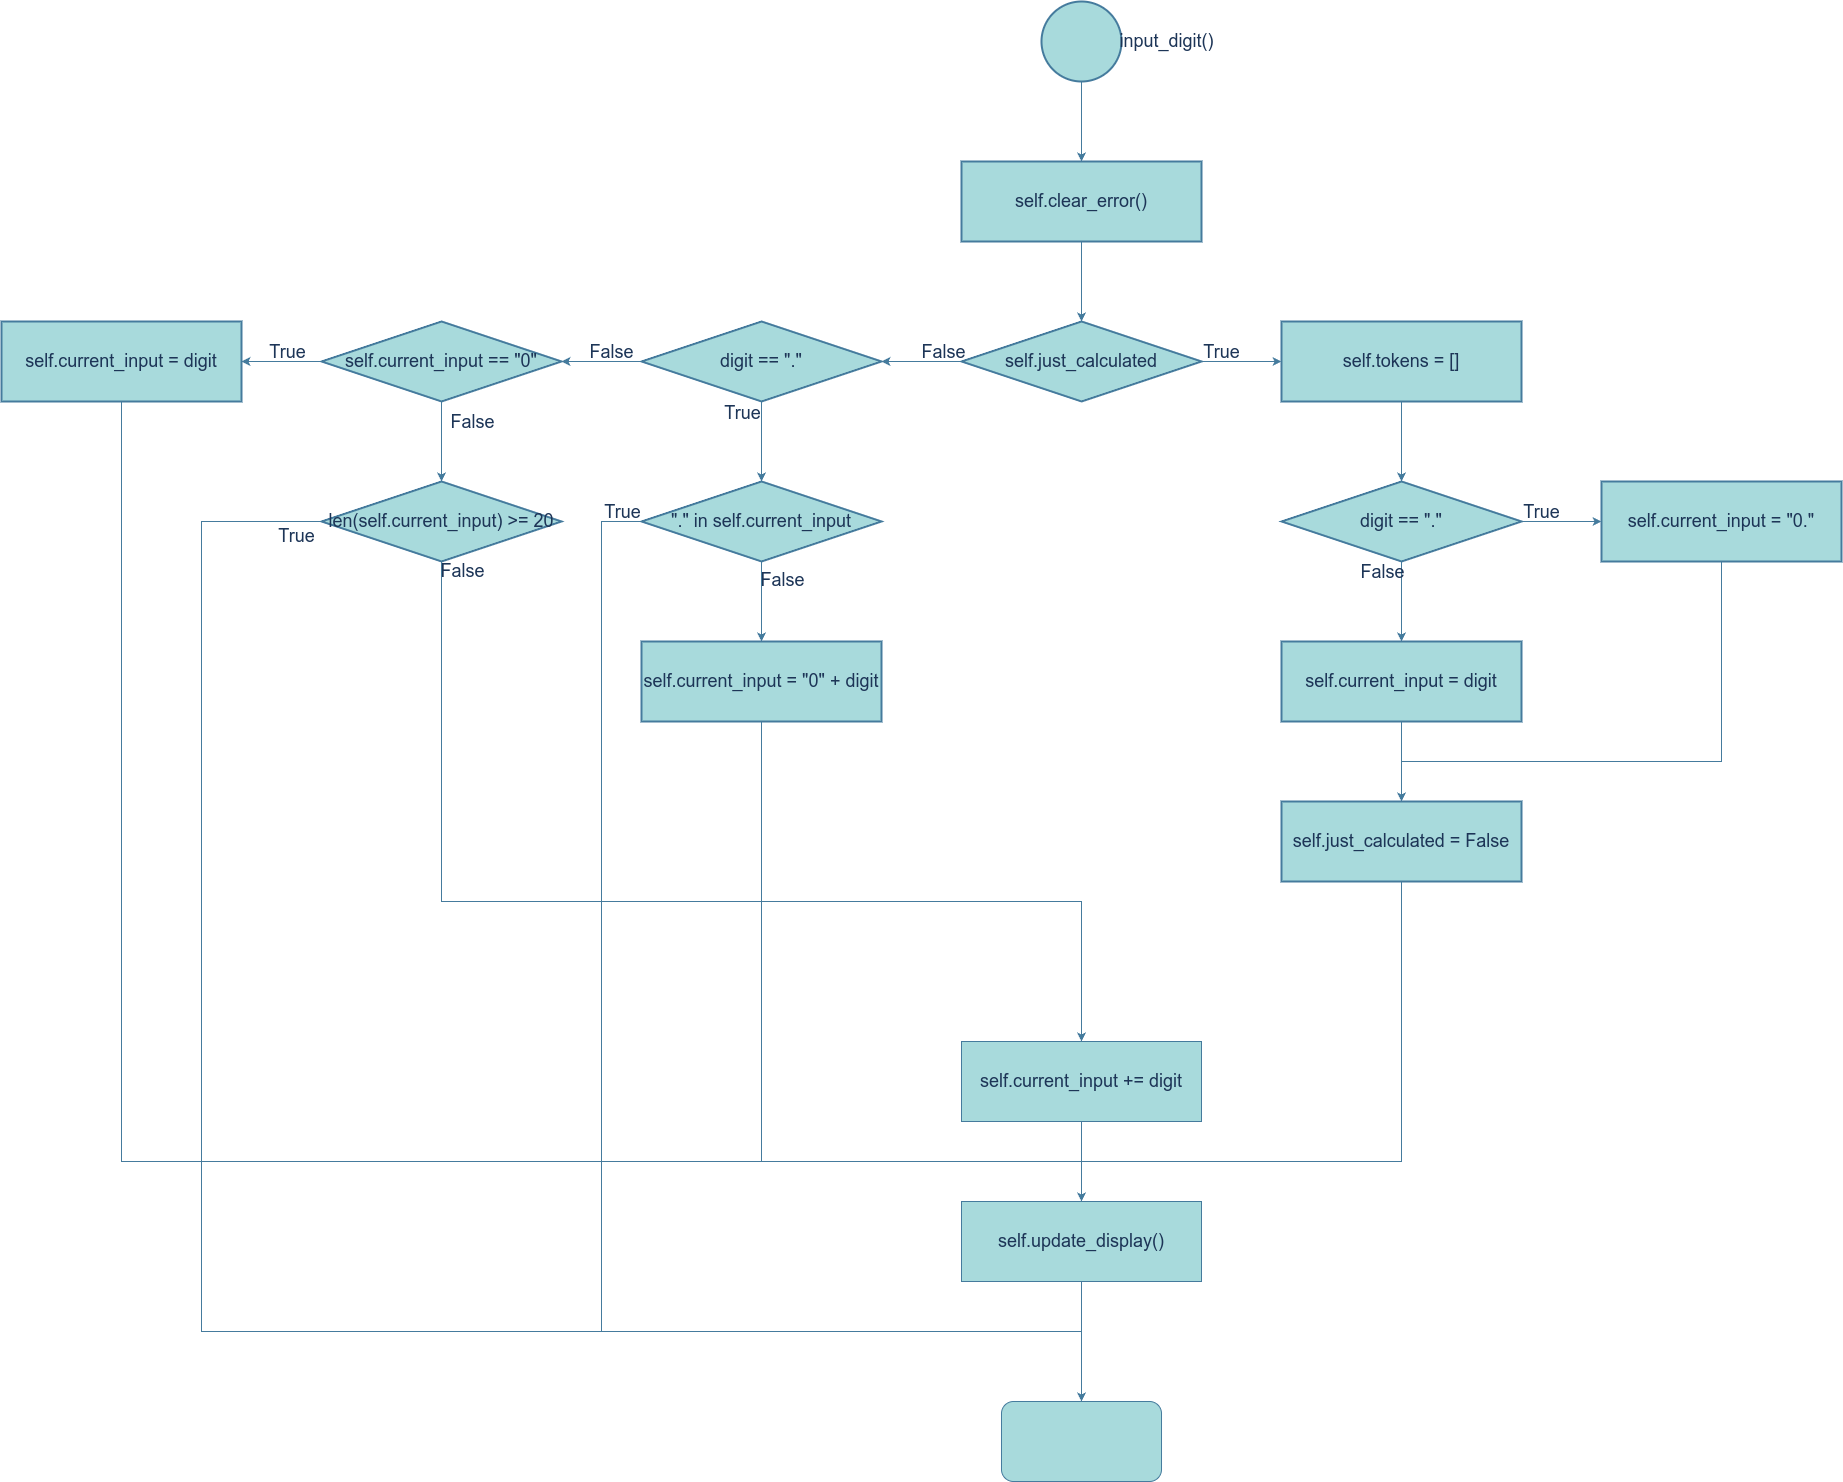 input_digit()
self.clear_error()
self.current_input = digit
True
self.current_input == "0"
False
digit == "."
False
self.just_calculated
True
self.tokens = []
True
False
len(self.current_input) >= 20
True
False
True
"." in self.current_input
False
digit == "."
True
self.current_input = "0."
False
self.current_input = "0" + digit
self.current_input = digit
self.just_calculated = False
self.current_input += digit
self.update_display()